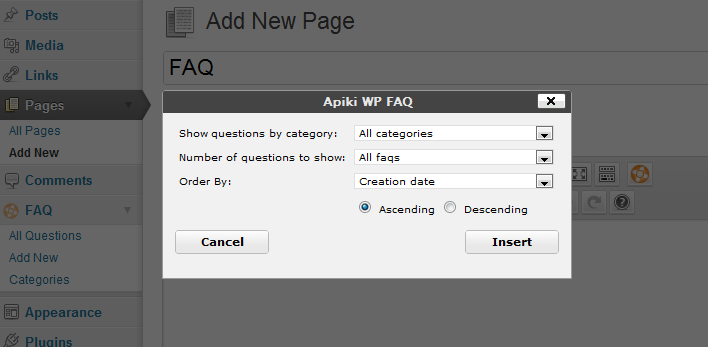 Posts
Media
Links
Pages
All Pages
Add New
Comments
FAQ
All Questions
Add New
Categories
Appearance
Plugins
Add New Page
FAQ
Apiki WP FAQ
Show questions by category: All categories
Number of questions to show: All faqs
Order By: Creation date
Ascending Descending
Cancel Insert